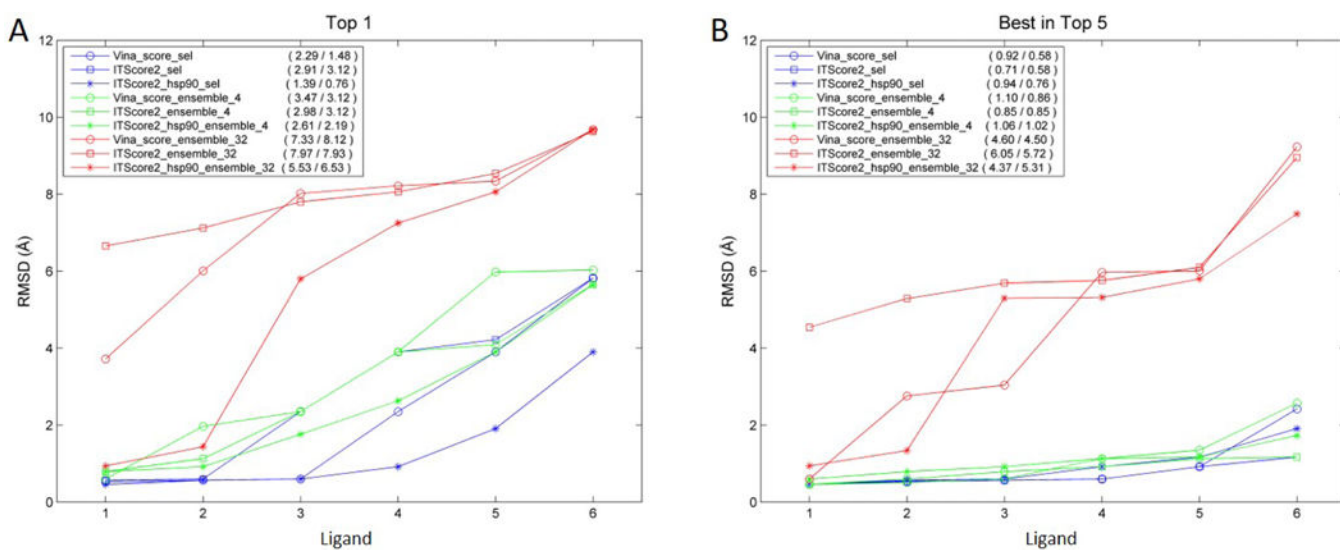 A
Top 1
12
10
8
6
4
2
0
RMSD (Å)
Vina_score_sel ( 2.29 / 1.48 )
ITScore2_sel ( 2.91 / 3.12 )
ITScore2_hsp90_sel ( 1.39 / 0.76 )
Vina_score_ensemble_4 ( 3.47 / 3.12 )
ITScore2_ensemble_4 ( 2.98 / 3.12 )
ITScore2_hsp90_ensemble_4 ( 2.61 / 2.19 )
Vina_score_ensemble_32 ( 7.33 / 8.12 )
ITScore2_ensemble_32 ( 7.97 / 7.93 )
ITScore2_hsp90_ensemble_32 ( 5.53 / 6.53 )
1 2 3 4 5 6
Ligand
B
Best in Top 5
12
10
8
6
4
2
0
RMSD (Å)
Vina_score_sel ( 0.92 / 0.58 )
ITScore2_sel ( 0.71 / 0.58 )
ITScore2_hsp90_sel ( 0.94 / 0.76 )
Vina_score_ensemble_4 ( 1.10 / 0.86 )
ITScore2_ensemble_4 ( 0.85 / 0.85 )
ITScore2_hsp90_ensemble_4 ( 1.06 / 1.02 )
Vina_score_ensemble_32 ( 4.60 / 4.50 )
ITScore2_ensemble_32 ( 6.05 / 5.72 )
ITScore2_hsp90_ensemble_32 ( 4.37 / 5.31 )
1 2 3 4 5 6
Ligand